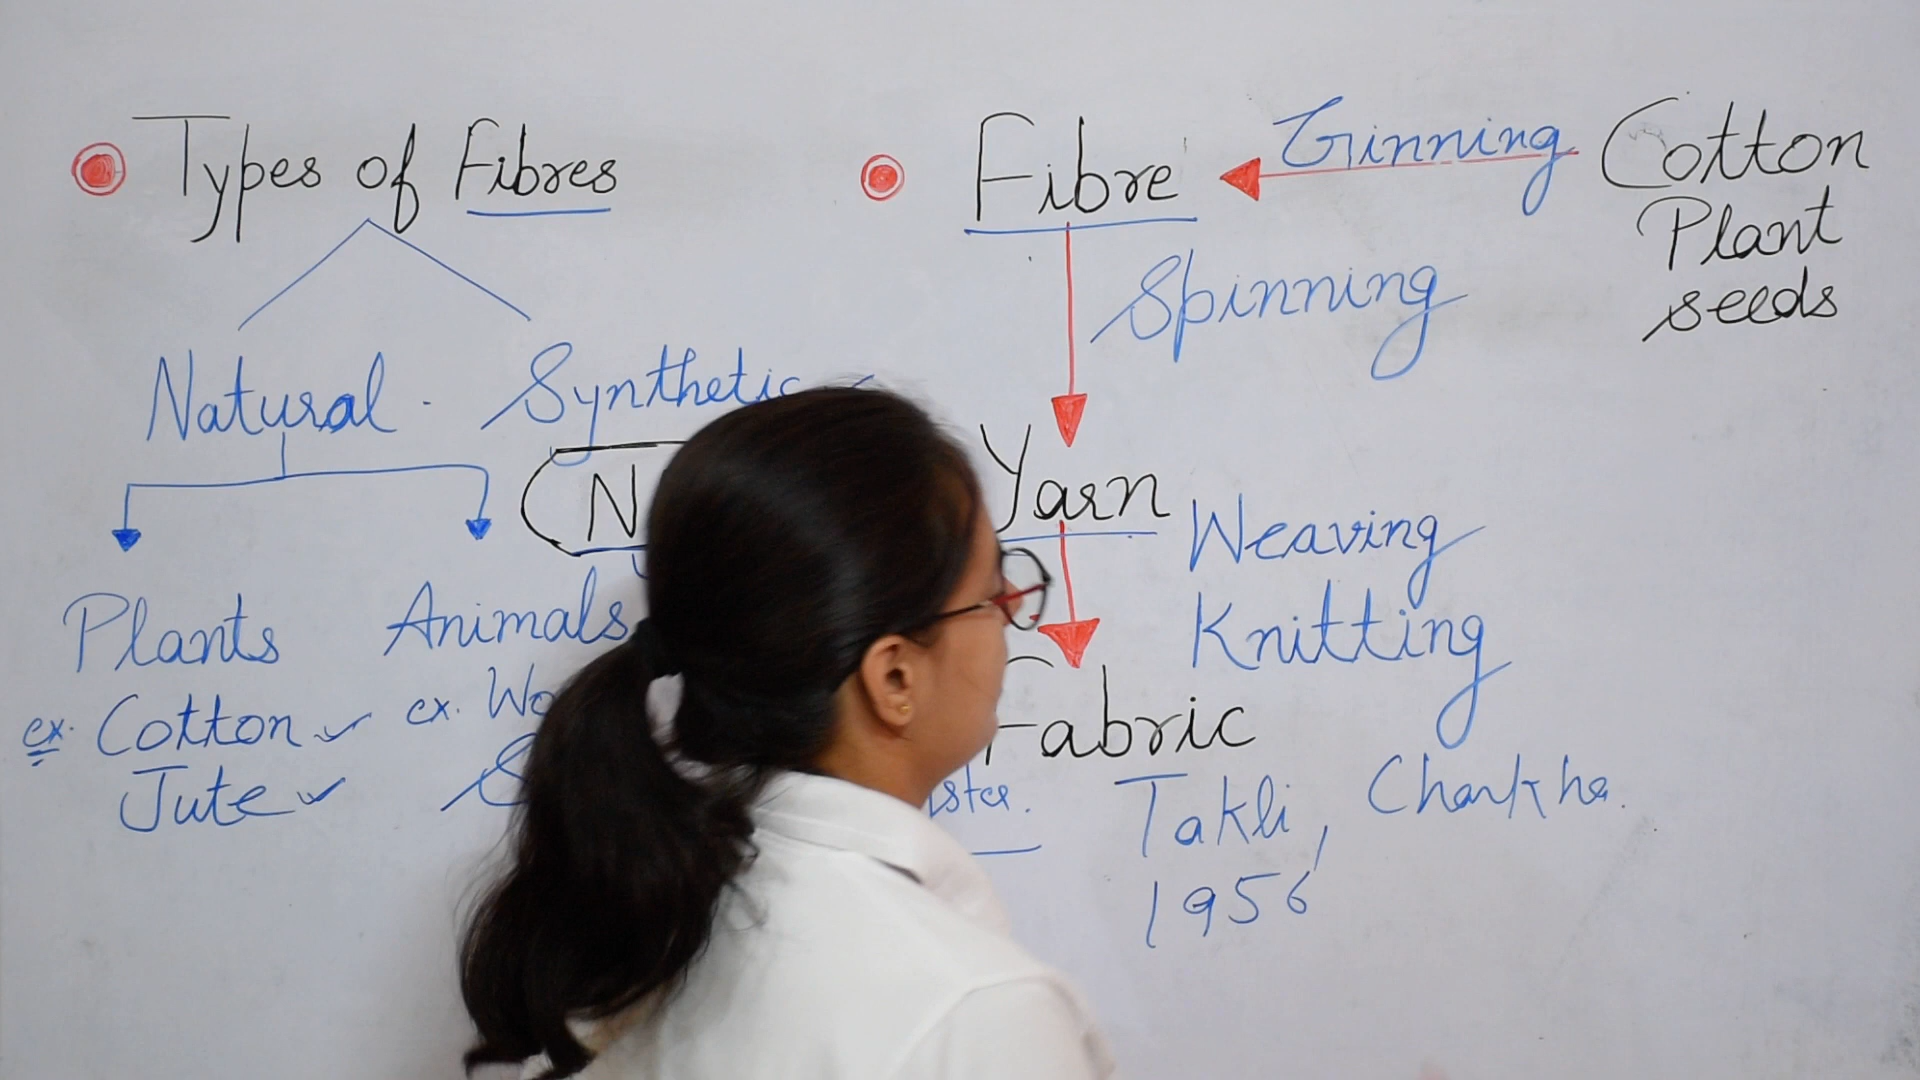 Types of Fibres
Natural
Synthetic
Plants
Animals
ex. Cotton
Jute
ex.
Fibre
Ginning
Cotton
Plant
seeds
Spinning
Yarn
Weaving
Knitting
Fabric
Takli, Charkha.
1956